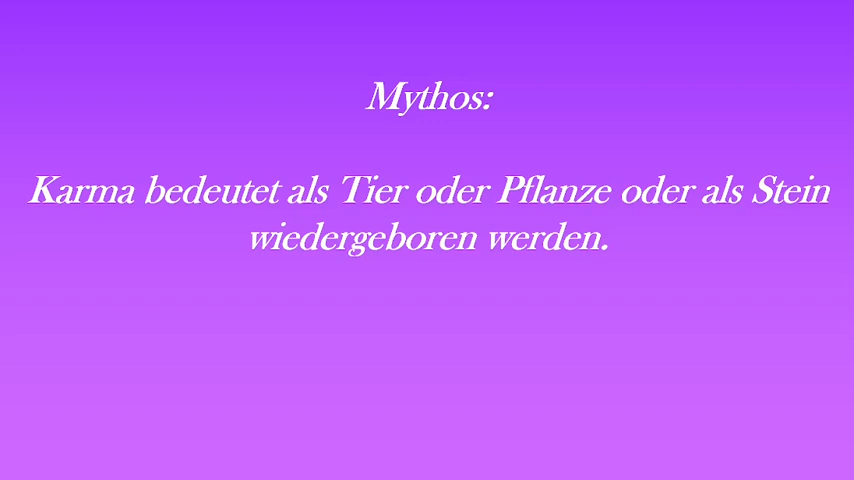 Mythos:
Karma bedeutet als Tier oder Pflanze oder als Stein
wiedergeboren werden.